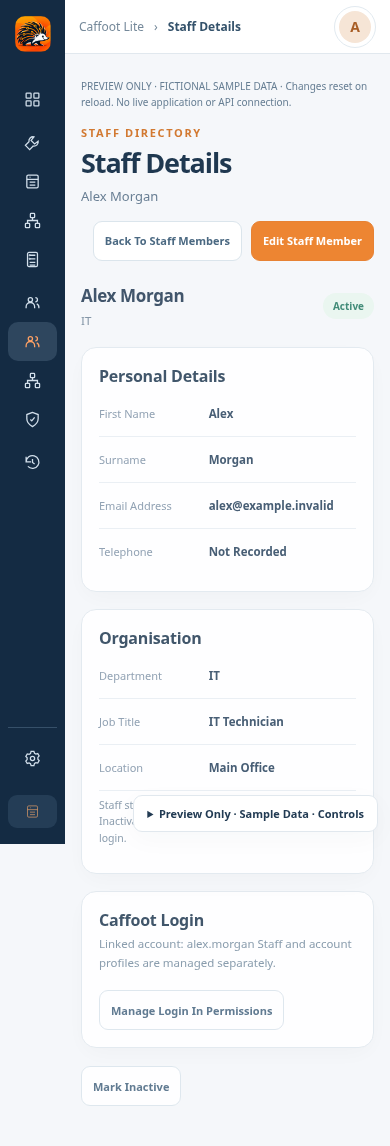 Caffoot Lite › Staff Details
A
PREVIEW ONLY · FICTIONAL SAMPLE DATA · Changes reset on
reload. No live application or API connection.
STAFF DIRECTORY
Staff Details
Alex Morgan
Back To Staff Members
Edit Staff Member
Alex Morgan
Active
IT
Personal Details
First Name Alex
Surname Morgan
Email Address alex@example.invalid
Telephone Not Recorded
Organisation
Department IT
Job Title IT Technician
Location Main Office
Staff
▶ Preview Only · Sample Data · Controls
login.
Caffoot Login
Linked account: alex.morgan Staff and account
profiles are managed separately.
Manage Login In Permissions
Mark Inactive